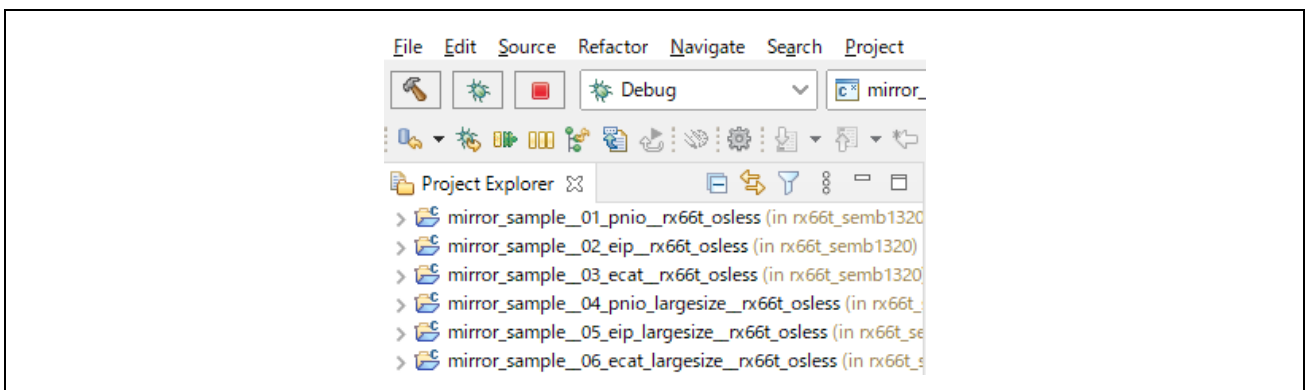 File Edit Source Refactor Navigate Search Project
Debug mirror_
Project Explorer
mirror_sample__01_pnio__rx66t_osless (in rx66t_semb1320
mirror_sample__02_eip__rx66t_osless (in rx66t_semb1320)
mirror_sample__03_ecat__rx66t_osless (in rx66t_semb1320)
mirror_sample__04_pnio_largesize__rx66t_osless (in rx66t_
mirror_sample__05_eip_largesize__rx66t_osless (in rx66t_se
mirror_sample__06_ecat_largesize__rx66t_osless (in rx66t_s